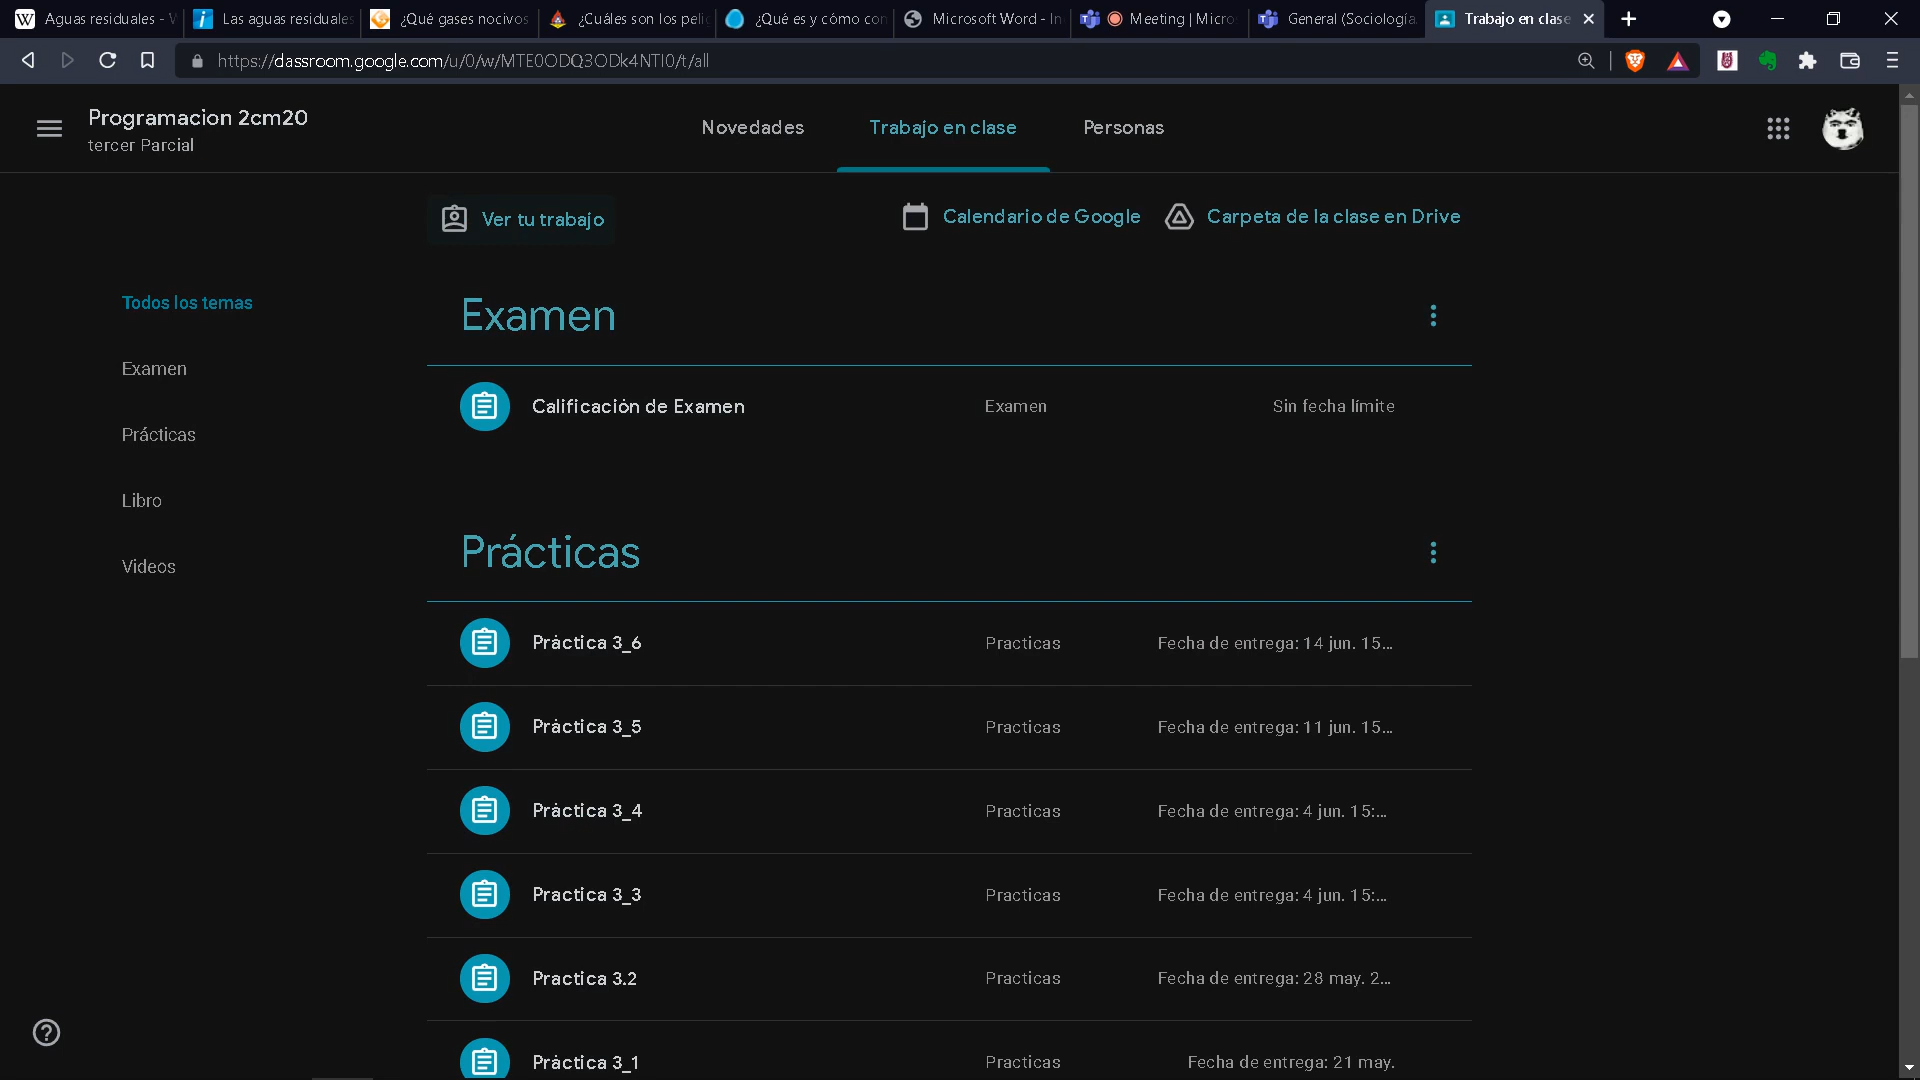 Aguas residuales - W
Las aguas residuales
¿Qué gases nocivos
¿Cuáles son los peli
¿Qué es y cómo con
Microsoft Word - In
Meeting | Micro
General (Sociología
Trabajo en clase
https://classroom.google.com/u/0/w/MTE0ODQ3ODk4NTI0/t/all
Programacion 2cm20
tercer Parcial
Novedades
Trabajo en clase
Personas
Ver tu trabajo
Calendario de Google
Carpeta de la clase en Drive
Todos los temas
Examen
Prácticas
Libro
Videos
Examen
Calificación de Examen Examen Sin fecha límite
Prácticas
Práctica 3_6 Practicas Fecha de entrega: 14 jun. 15...
Práctica 3_5 Practicas Fecha de entrega: 11 jun. 15...
Práctica 3_4 Practicas Fecha de entrega: 4 jun. 15:...
Practica 3_3 Practicas Fecha de entrega: 4 jun. 15:...
Practica 3.2 Practicas Fecha de entrega: 28 may. 2...
Práctica 3_1 Practicas Fecha de entrega: 21 may.